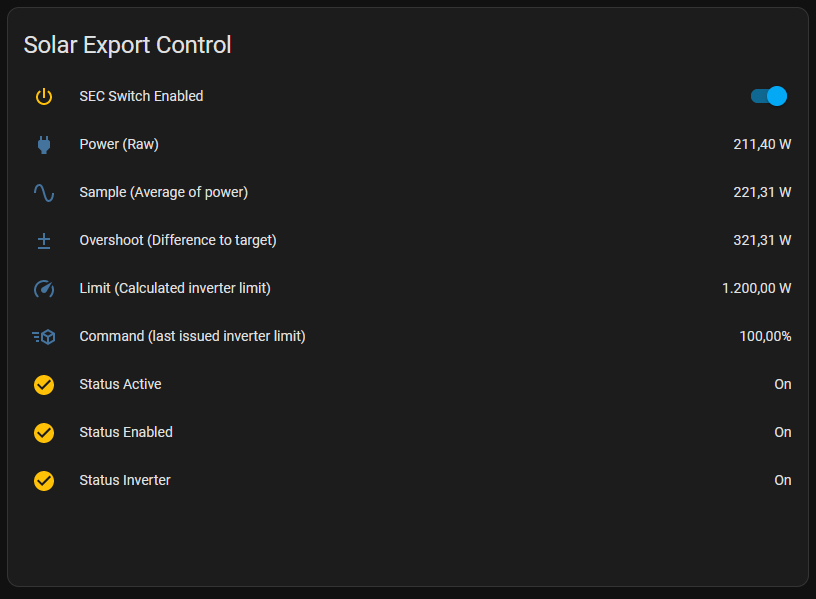 Solar Export Control
SEC Switch Enabled
Power (Raw) 211,40 W
Sample (Average of power) 221,31 W
Overshoot (Difference to target) 321,31 W
Limit (Calculated inverter limit) 1.200,00 W
Command (last issued inverter limit) 100,00%
Status Active On
Status Enabled On
Status Inverter On